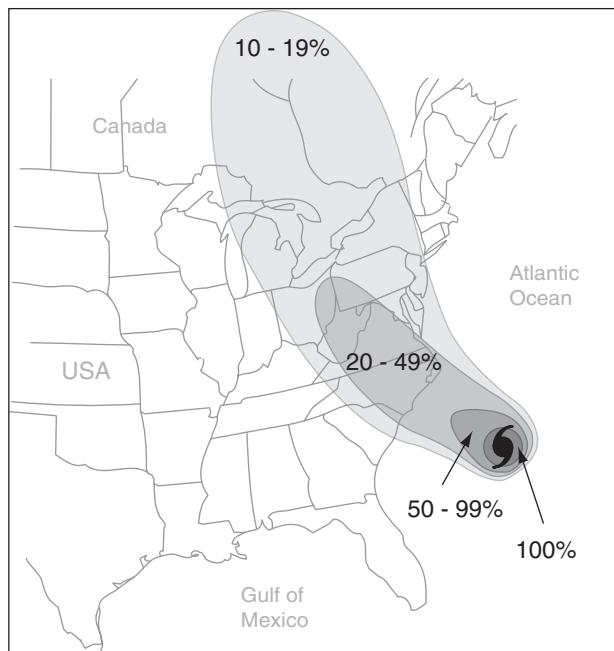 10 - 19%
Canada
Atlantic
Ocean
20 - 49%
USA
50 - 99%
100%
Gulf of
Mexico